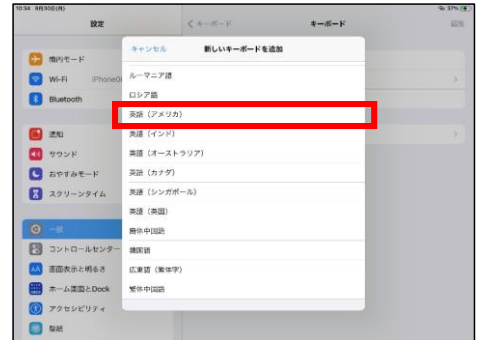 設定
く キーボード
キーボード
編集
キャンセル
新しいキーボードを追加
機内モード
Wi-Fi
Bluetooth
通知
サウンド
おやすみモード
スクリーンタイム
一般
コントロールセンター
画面表示と明るさ
ホーム画面とDock
アクセシビリティ
壁紙
ルーマニア語
ロシア語
英語（アメリカ）
英語（インド）
英語（オーストラリア）
英語（カナダ）
英語（シンガポール）
英語（英国）
簡体中国語
韓国語
広東語（繁体字）
繁体中国語